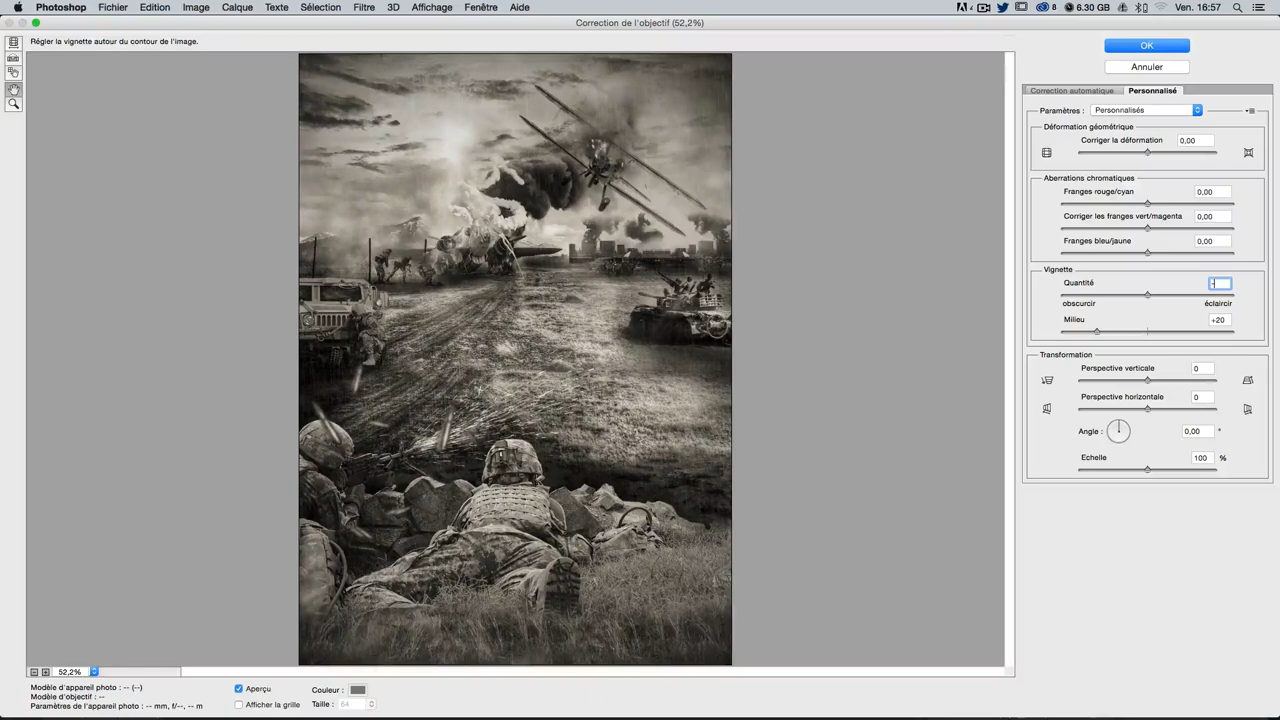 Photoshop Fichier Edition Image Calque Texte Sélection Filtre 3D Affichage Fenêtre Aide 4 8 6.30 GB Ven. 16:57
Correction de l'objectif (52,2%)
Régler la vignette autour du contour de l'image.
OK
Annuler
Correction automatique Personnalisé
Paramètres : Personnalisés
Déformation géométrique
Corriger la déformation 0,00
Aberrations chromatiques
Franges rouge/cyan 0,00
Corriger les franges vert/magenta 0,00
Franges bleu/jaune 0,00
Vignette
Quantité -
obscurcir éclaircir
Milieu +20
Transformation
Perspective verticale 0
Perspective horizontale 0
Angle : 0,00 °
Echelle 100 %
52,2%
Modèle d'appareil photo : -- (--)
Modèle d'objectif : --
Paramètres de l'appareil photo : -- mm, f/--, -- m
Aperçu
Afficher la grille
Couleur :
Taille : 64